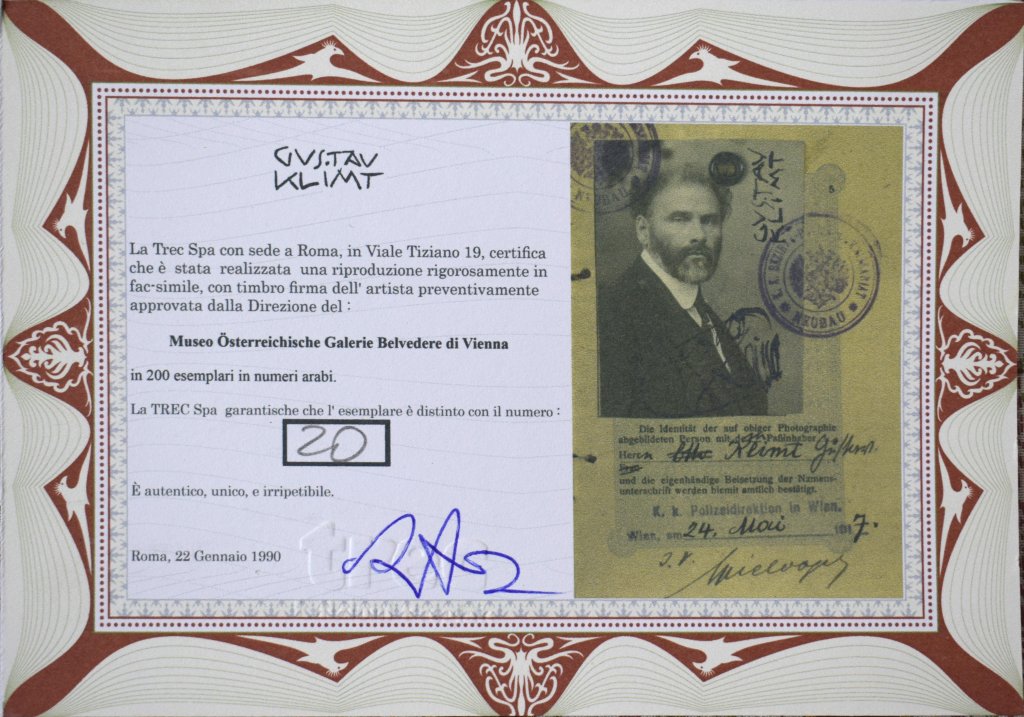 GUSTAV
KLIMT
La Trec Spa con sede a Roma, in Viale Tiziano 19, certifica
che è stata realizzata una riproduzione rigorosamente in
fac-simile, con timbro firma dell' artista preventivamente
approvata dalla Direzione del :
Museo Österreichische Galerie Belvedere di Vienna
in 200 esemplari in numeri arabi.
La TREC Spa garantische che l' esemplare è distinto con il numero :
20
È autentico, unico, e irripetibile.
Roma, 22 Gennaio 1990
trec
GUSTAV
KLIMT
NEUBAU
NEUBAU
Die Identität der auf obiger Photographie
abgebildeten Person mit dem Paßinhaber
Herrn Otto Klimt Gustav
und die eigenhändige Beisetzung der Namens-
unterschrift werden hiemit amtlich bestätigt.
K. k. Polizeidirektion in Wien.
Wien, am 24. Mai 1917.
J. V.